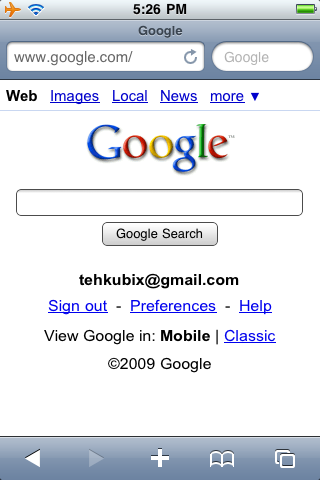 5:26 PM
Google
www.google.com/ Google
Web Images Local News more ▼
Google™
Google Search
tehkubix@gmail.com
Sign out - Preferences - Help
View Google in: Mobile | Classic
©2009 Google